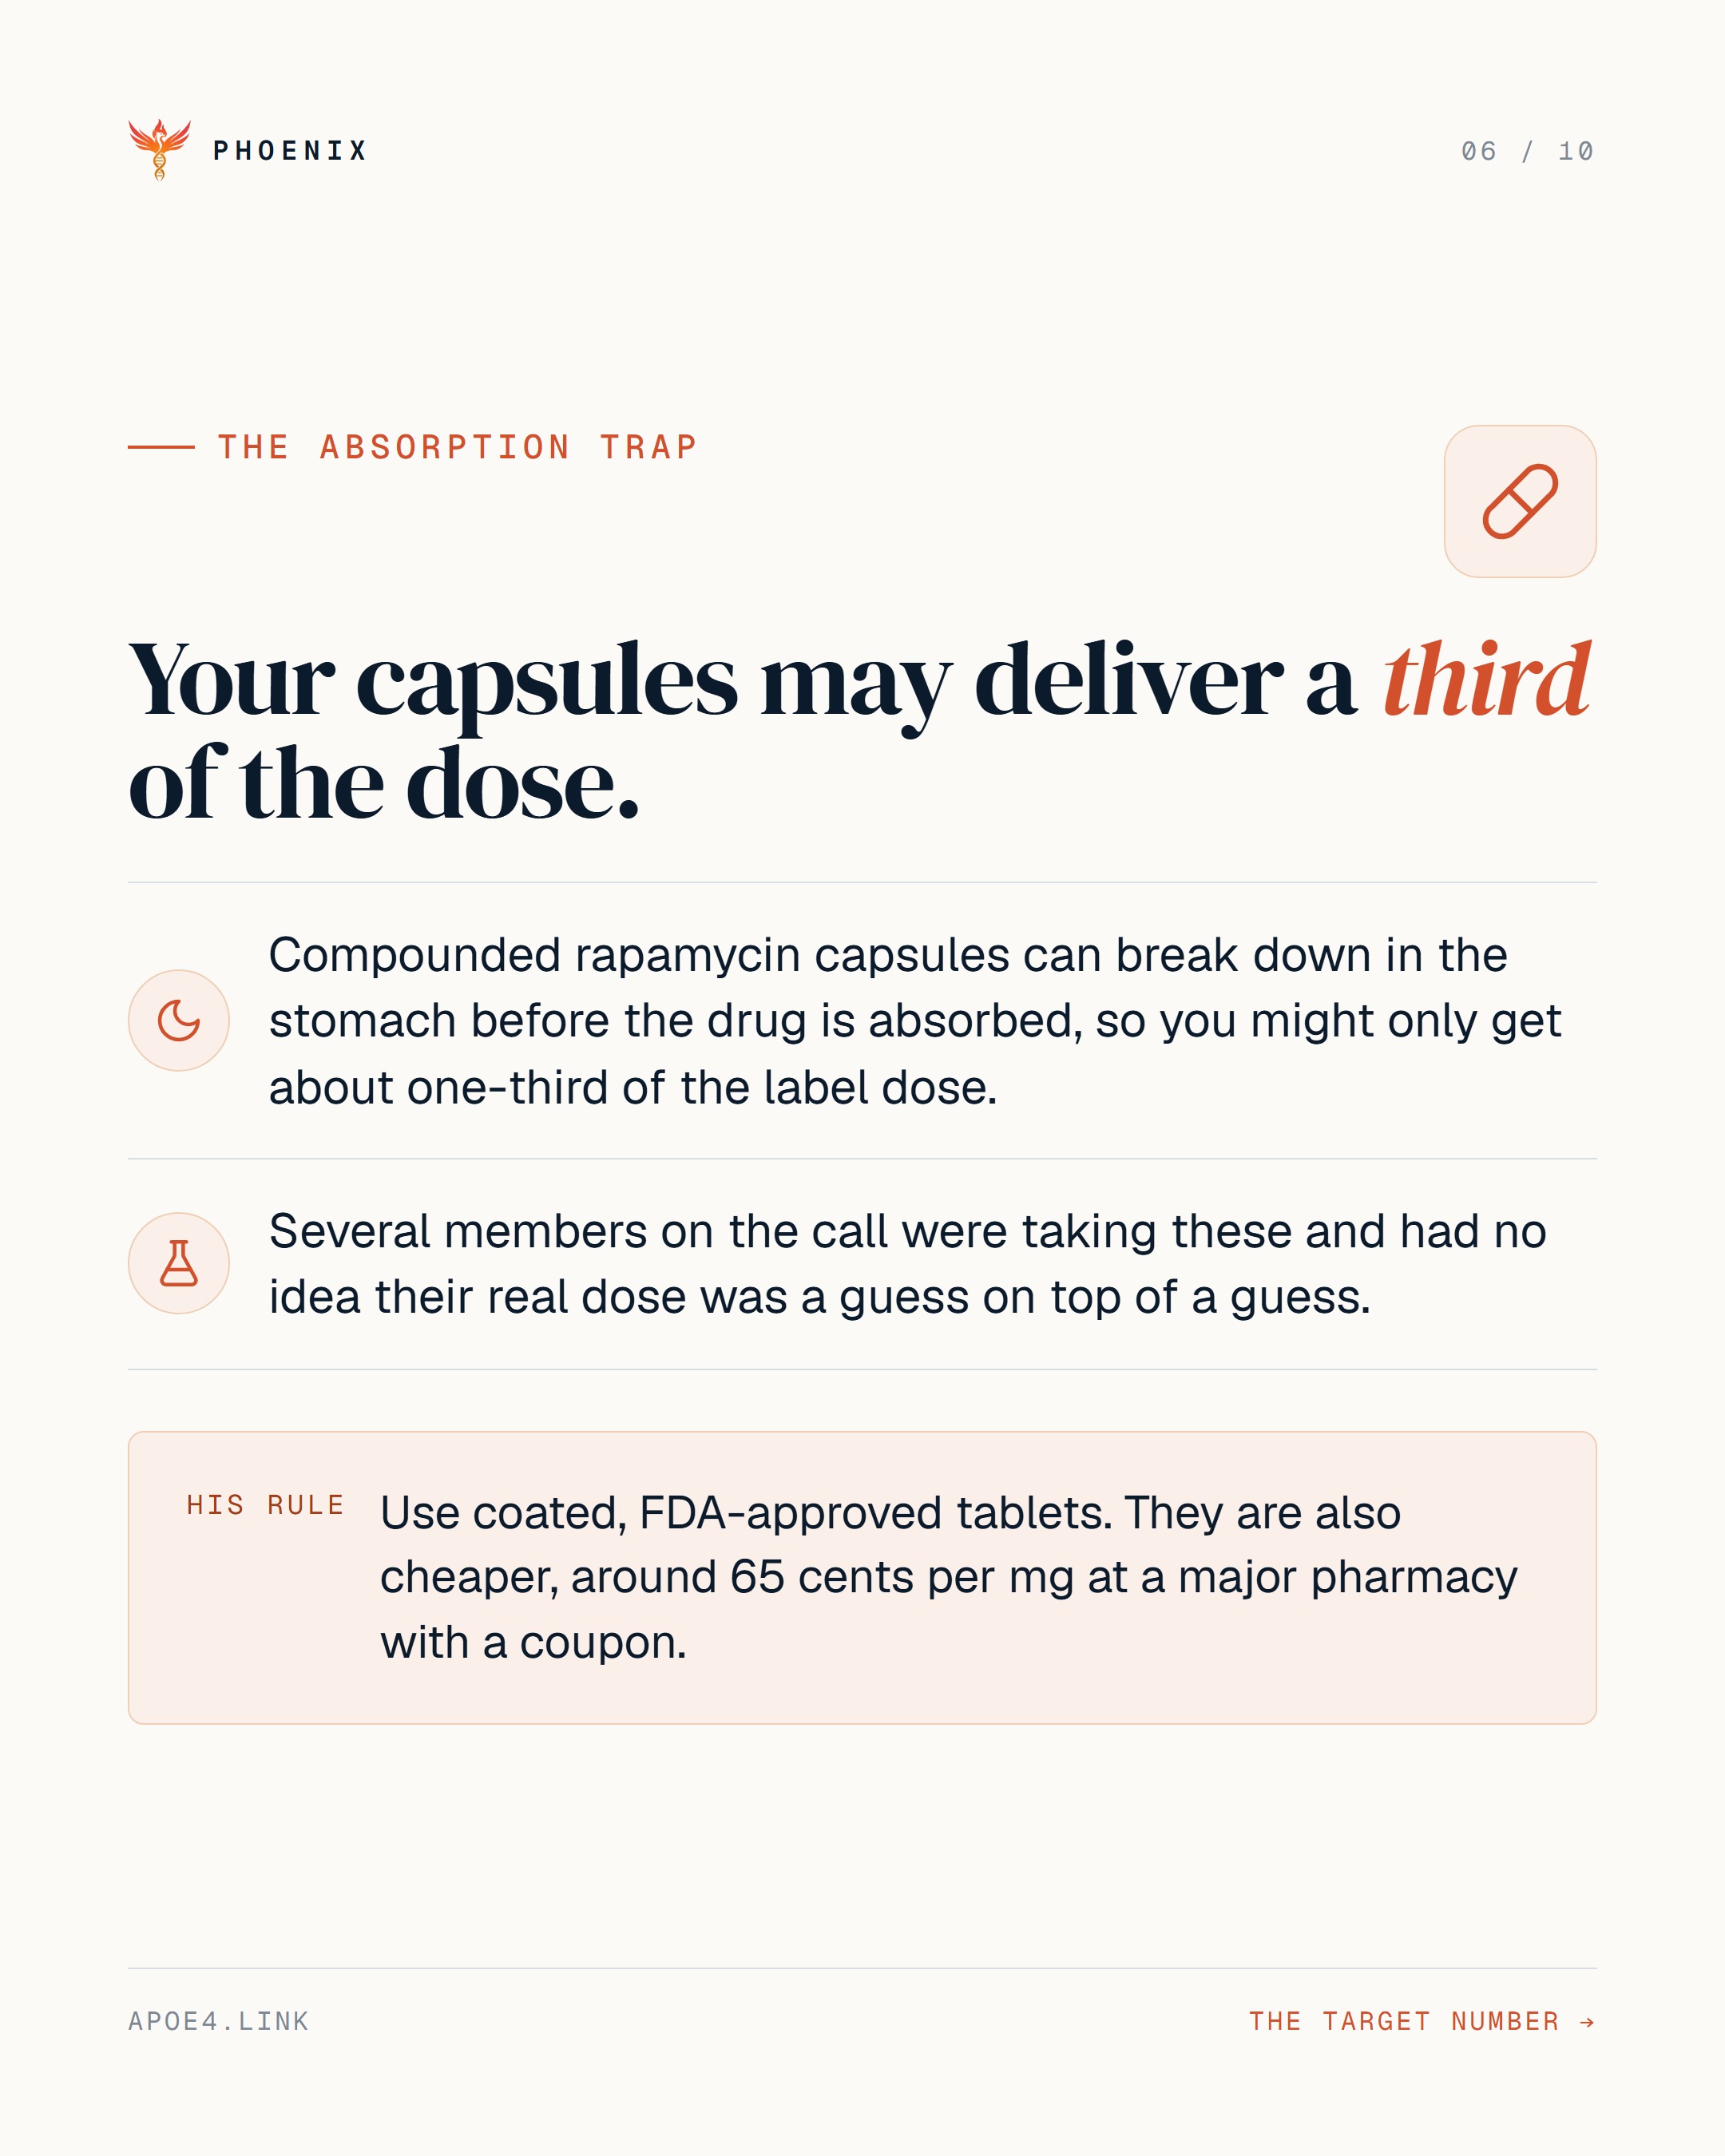 PHOENIX
06 / 10
THE ABSORPTION TRAP
Your capsules may deliver a third
of the dose.
Compounded rapamycin capsules can break down in the
stomach before the drug is absorbed, so you might only get
about one-third of the label dose.
Several members on the call were taking these and had no
idea their real dose was a guess on top of a guess.
HIS RULE
Use coated, FDA-approved tablets. They are also
cheaper, around 65 cents per mg at a major pharmacy
with a coupon.
APOE4.LINK
THE TARGET NUMBER →